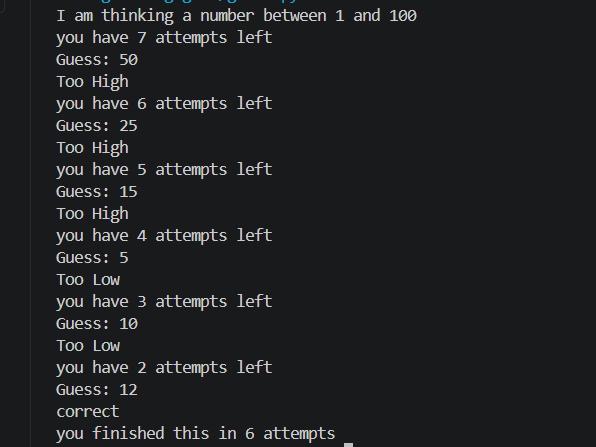 I am thinking a number between 1 and 100
you have 7 attempts left
Guess: 50
Too High
you have 6 attempts left
Guess: 25
Too High
you have 5 attempts left
Guess: 15
Too High
you have 4 attempts left
Guess: 5
Too Low
you have 3 attempts left
Guess: 10
Too Low
you have 2 attempts left
Guess: 12
correct
you finished this in 6 attempts